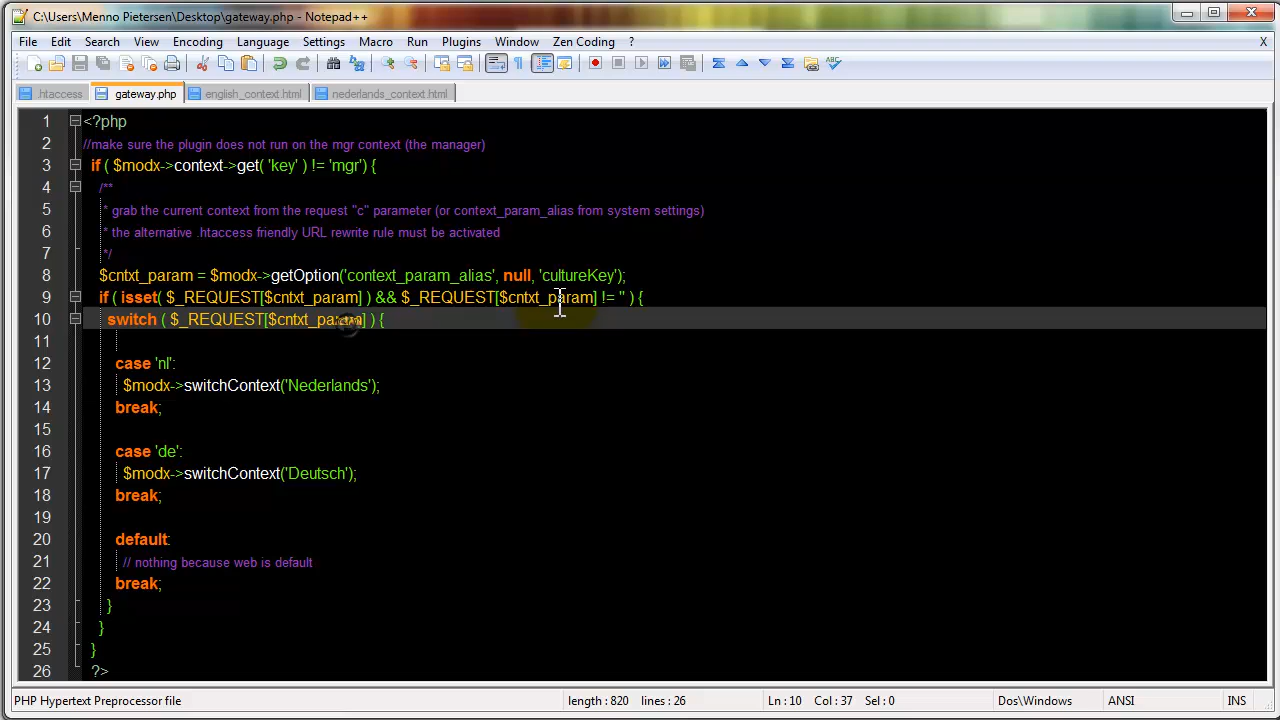 C:\Users\Menno Pietersen\Desktop\gateway.php - Notepad++
File Edit Search View Encoding Language Settings Macro Run Plugins Window Zen Coding ? X
.htaccess gateway.php english_context.html nederlands_context.html
1 <?php
2 //make sure the plugin does not run on the mgr context (the manager)
3 if ( $modx->context->get( 'key' ) != 'mgr') {
4 /**
5 * grab the current context from the request "c" parameter (or context_param_alias from system settings)
6 * the alternative .htaccess friendly URL rewrite rule must be activated
7 */
8 $cntxt_param = $modx->getOption('context_param_alias', null, 'cultureKey');
9 if ( isset( $_REQUEST[$cntxt_param] ) && $_REQUEST[$cntxt_param] != '' ) {
10 switch ( $_REQUEST[$cntxt_param] ) {
11
12 case 'nl':
13 $modx->switchContext('Nederlands');
14 break;
15
16 case 'de':
17 $modx->switchContext('Deutsch');
18 break;
19
20 default:
21 // nothing because web is default
22 break;
23 }
24 }
25 }
26 ?>
PHP Hypertext Preprocessor file length : 820 lines : 26 Ln : 10 Col : 37 Sel : 0 Dos\Windows ANSI INS